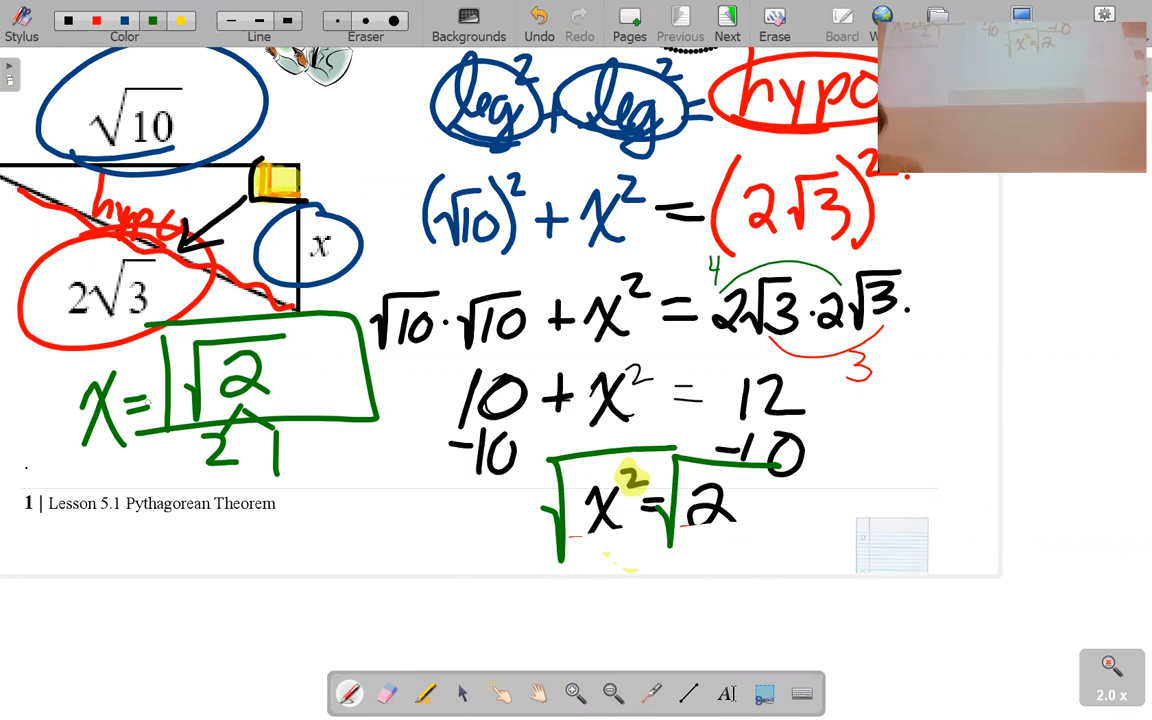 Stylus Color Line Eraser Backgrounds Undo Redo Pages Previous Next Erase Board
√10
leg² + leg² = hypo
hypo
(√10)² + x² = (2√3)².
x
2√3
4
√10 · √10 + x² = 2√3 · 2√3.
3
10 + x² = 12
-10 -10
√x² = √2
x = √2
2 1
.
1 | Lesson 5.1 Pythagorean Theorem
2.0 x